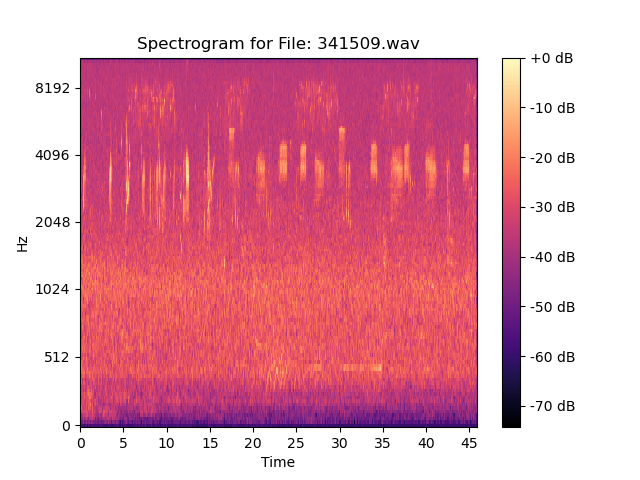 Spectrogram for File: 341509.wav
8192
4096
2048
1024
512
0
Hz
0 5 10 15 20 25 30 35 40 45
Time
+0 dB
-10 dB
-20 dB
-30 dB
-40 dB
-50 dB
-60 dB
-70 dB